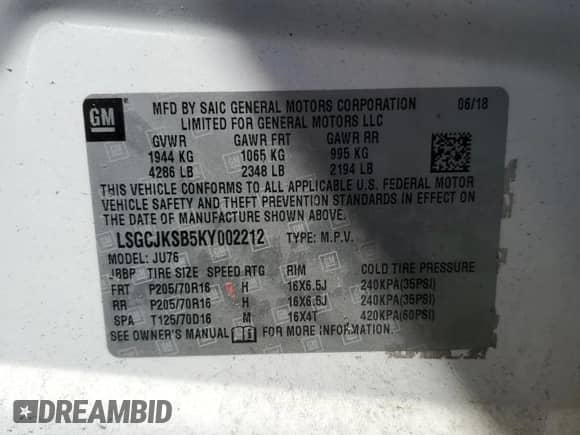 GM
MFD BY SAIC GENERAL MOTORS CORPORATION 06/18
LIMITED FOR GENERAL MOTORS LLC
GVWR GAWR FRT GAWR RR
1944 KG 1065 KG 995 KG
4286 LB 2348 LB 2194 LB
THIS VEHICLE CONFORMS TO ALL APPLICABLE U.S. FEDERAL MOTOR
VEHICLE SAFETY AND THEFT PREVENTION STANDARDS IN EFFECT ON THE
DATE OF MANUFACTURE SHOWN ABOVE.
LSGCJKSB5KY002212 TYPE: M.P.V.
MODEL: JU76
JBBP TIRE SIZE SPEED RTG RIM COLD TIRE PRESSURE
FRT P205/70R16 H 16X6.5J 240KPA(35PSI)
RR P205/70R16 H 16X6.5J 240KPA(35PSI)
SPA T125/70D16 M 16X4T 420KPA(60PSI)
SEE OWNER'S MANUAL FOR MORE INFORMATION
DREAMBID